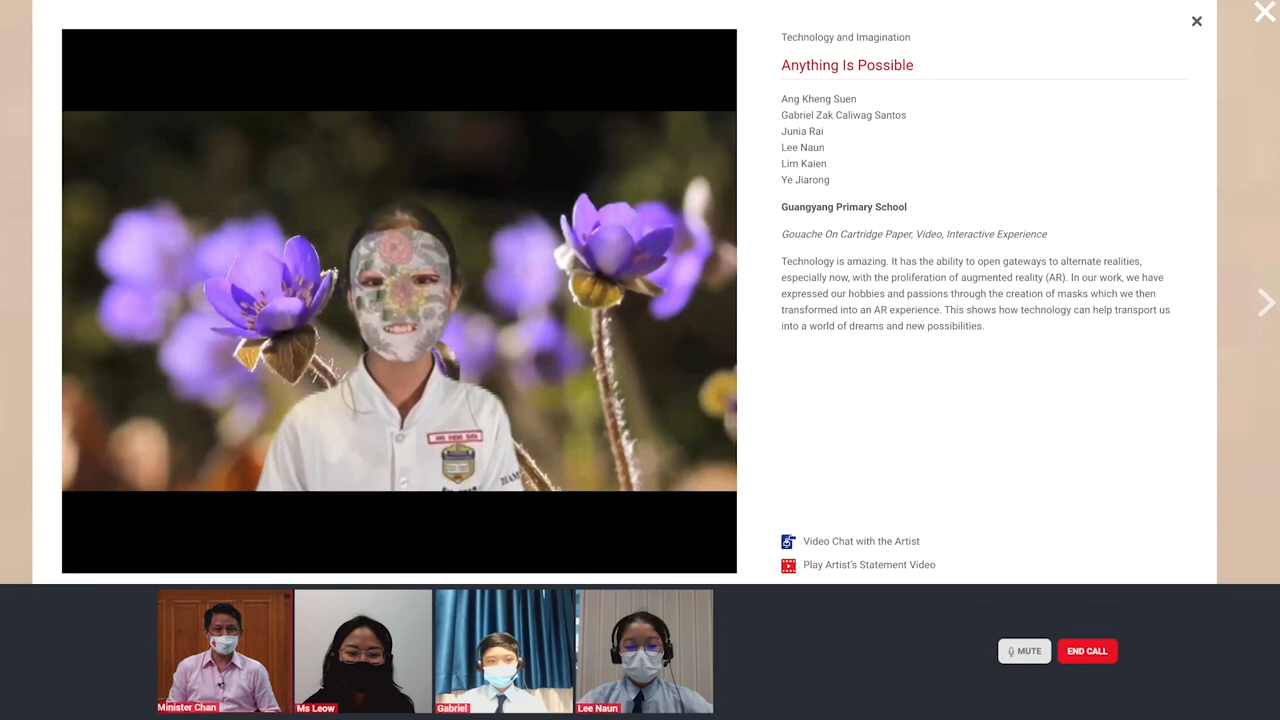 Technology and Imagination
Anything Is Possible
Ang Kheng Suen
Gabriel Zak Caliwag Santos
Junia Rai
Lee Naun
Lim Kaien
Ye Jiarong
Guangyang Primary School
Gouache On Cartridge Paper, Video, Interactive Experience
Technology is amazing. It has the ability to open gateways to alternate realities,
especially now, with the proliferation of augmented reality (AR). In our work, we have
expressed our hobbies and passions through the creation of masks which we then
transformed into an AR experience. This shows how technology can help transport us
into a world of dreams and new possibilities.
ANG KHENG SUEN
TEAM
Video Chat with the Artist
Play Artist's Statement Video
Minister Chan
Ms Leow
Gabriel
Lee Naun
MUTE
END CALL